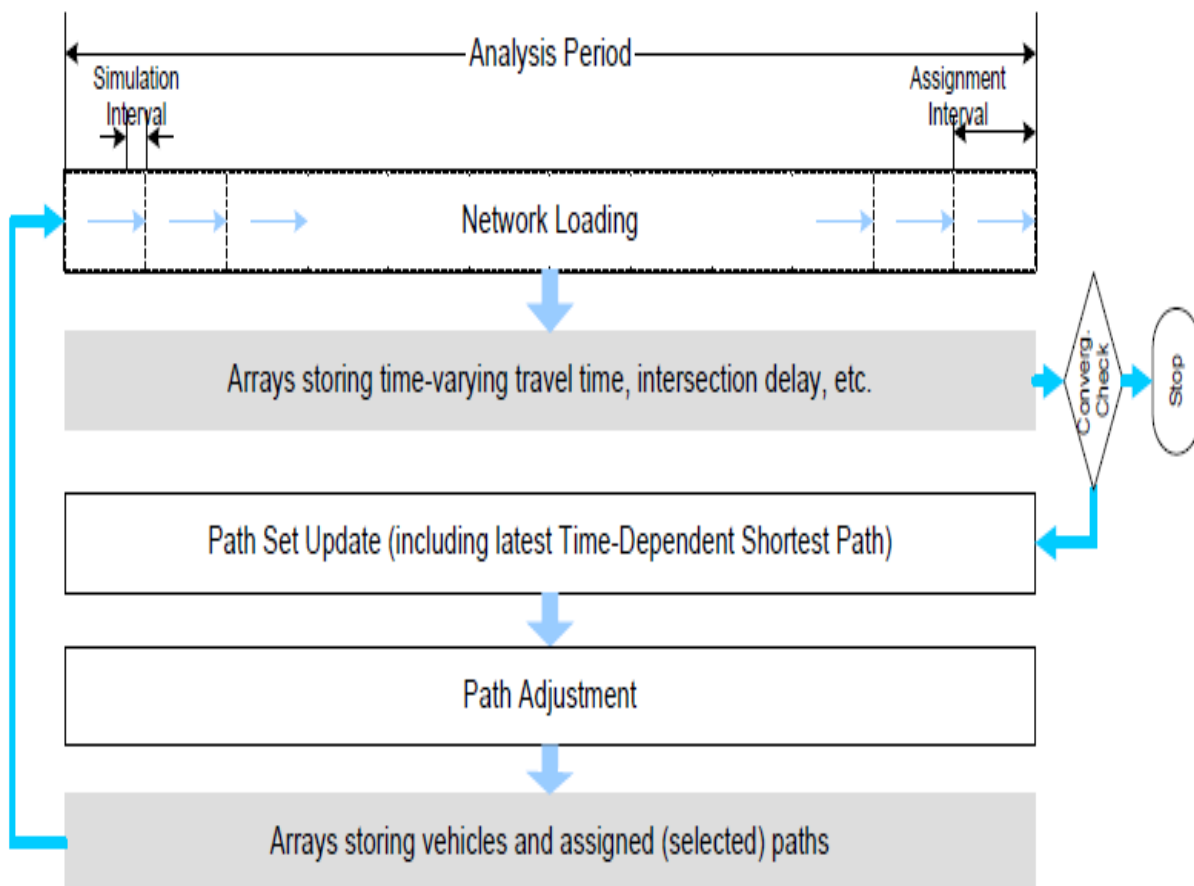 Analysis Period
Simulation
Interval
Assignment
Interval
Network Loading
Arrays storing time-varying travel time, intersection delay, etc.
Converg.
Check
Stop
Path Set Update (including latest Time-Dependent Shortest Path)
Path Adjustment
Arrays storing vehicles and assigned (selected) paths